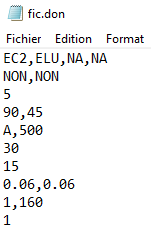 fic.don
Fichier Edition Format
EC2,ELU,NA,NA
NON,NON
5
90,45
A,500
30
15
0.06,0.06
1,160
1